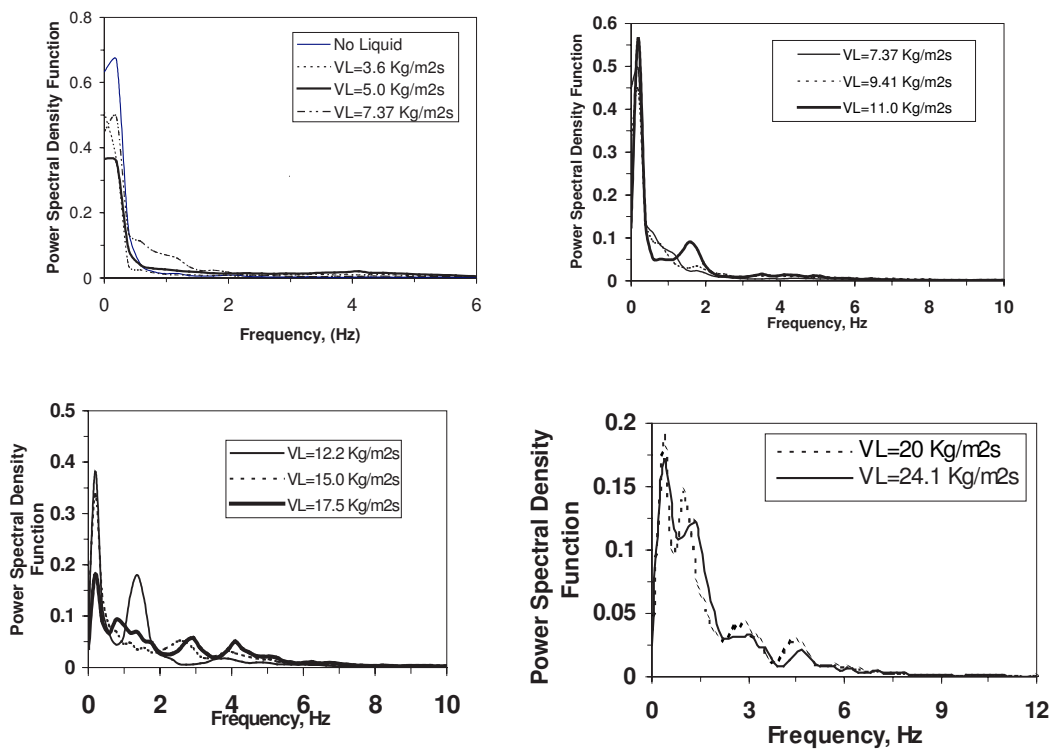 Power Spectral Density Function
0.8
0.6
0.4
0.2
0
No Liquid
VL=3.6 Kg/m2s
VL=5.0 Kg/m2s
VL=7.37 Kg/m2s
0 2 4 6
Frequency, (Hz)
Power Spectral Density Function
0.6
0.5
0.4
0.3
0.2
0.1
0
VL=7.37 Kg/m2s
VL=9.41 Kg/m2s
VL=11.0 Kg/m2s
0 2 4 6 8 10
Frequency, Hz
Power Spectral Density
Function
0.5
0.4
0.3
0.2
0.1
0
VL=12.2 Kg/m2s
VL=15.0 Kg/m2s
VL=17.5 Kg/m2s
0 2 4 6 8 10
Frequency, Hz
Power Spectral Density
Function
0.2
0.15
0.1
0.05
0
VL=20 Kg/m2s
VL=24.1 Kg/m2s
0 3 6 9 12
Frequency, Hz